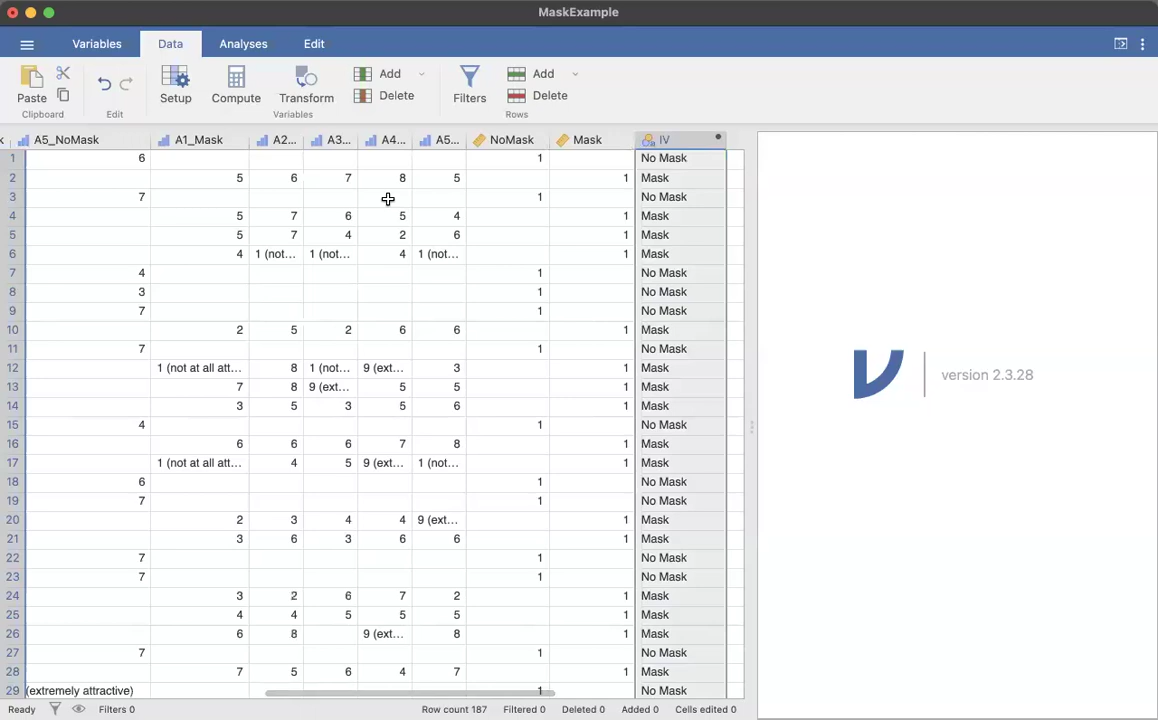 MaskExample
Variables Data Analyses Edit
Paste Setup Compute Transform Add Delete Filters Add Delete
Clipboard Edit Variables Rows
k A5_NoMask A1_Mask A2... A3... A4... A5... NoMask Mask IV
1 6 1 No Mask
2 5 6 7 8 5 1 Mask
3 7 1 No Mask
4 5 7 6 5 4 1 Mask
5 5 7 4 2 6 1 Mask
6 4 1 (not... 1 (not... 4 1 (not... 1 Mask
7 4 1 No Mask
8 3 1 No Mask
9 7 1 No Mask
10 2 5 2 6 6 1 Mask
11 7 1 No Mask
12 1 (not at all att... 8 1 (not... 9 (ext... 3 1 Mask
13 7 8 9 (ext... 5 5 1 Mask
14 3 5 3 5 6 1 Mask
15 4 1 No Mask
16 6 6 6 7 8 1 Mask
17 1 (not at all att... 4 5 9 (ext... 1 (not... 1 Mask
18 6 1 No Mask
19 7 1 No Mask
20 2 3 4 4 9 (ext... 1 Mask
21 3 6 3 6 6 1 Mask
22 7 1 No Mask
23 7 1 No Mask
24 3 2 6 7 2 1 Mask
25 4 4 5 5 5 1 Mask
26 6 8 9 (ext... 8 1 Mask
27 7 1 No Mask
28 7 5 6 4 7 1 Mask
29 (extremely attractive) 1 No Mask
version 2.3.28
Ready Filters 0 Row count 187 Filtered 0 Deleted 0 Added 0 Cells edited 0